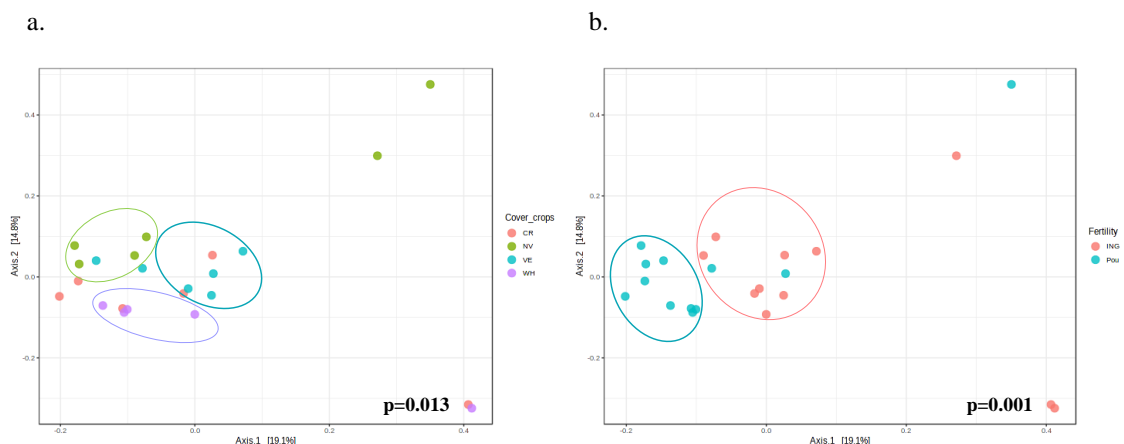 a.
b.
0.4
0.2
0.0
-0.2
-0.2
0.0
0.2
0.4
Axis.2 [14.8%]
Axis.1 [19.1%]
p=0.013
Cover_crops
CR
NV
VE
WH
0.4
0.2
0.0
-0.2
-0.2
0.0
0.2
0.4
Axis.2 [14.8%]
Axis.1 [19.1%]
p=0.001
Fertility
ING
Pou